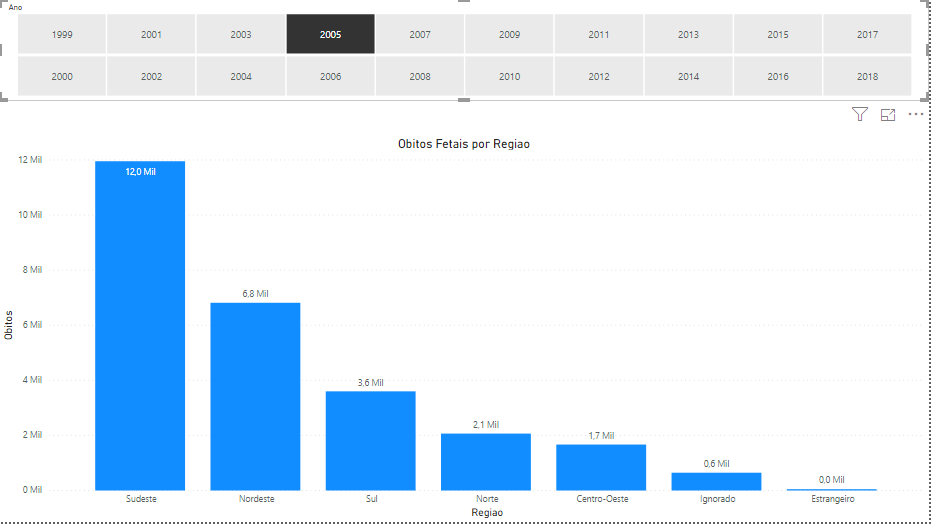 Ano
1999 2001 2003 2005 2007 2009 2011 2013 2015 2017
2000 2002 2004 2006 2008 2010 2012 2014 2016 2018
Obitos Fetais por Regiao
12 Mil
10 Mil
8 Mil
6 Mil
4 Mil
2 Mil
0 Mil
Obitos
12,0 Mil
6,8 Mil
3,6 Mil
2,1 Mil
1,7 Mil
0,6 Mil
0,0 Mil
Sudeste Nordeste Sul Norte Centro-Oeste Ignorado Estrangeiro
Regiao